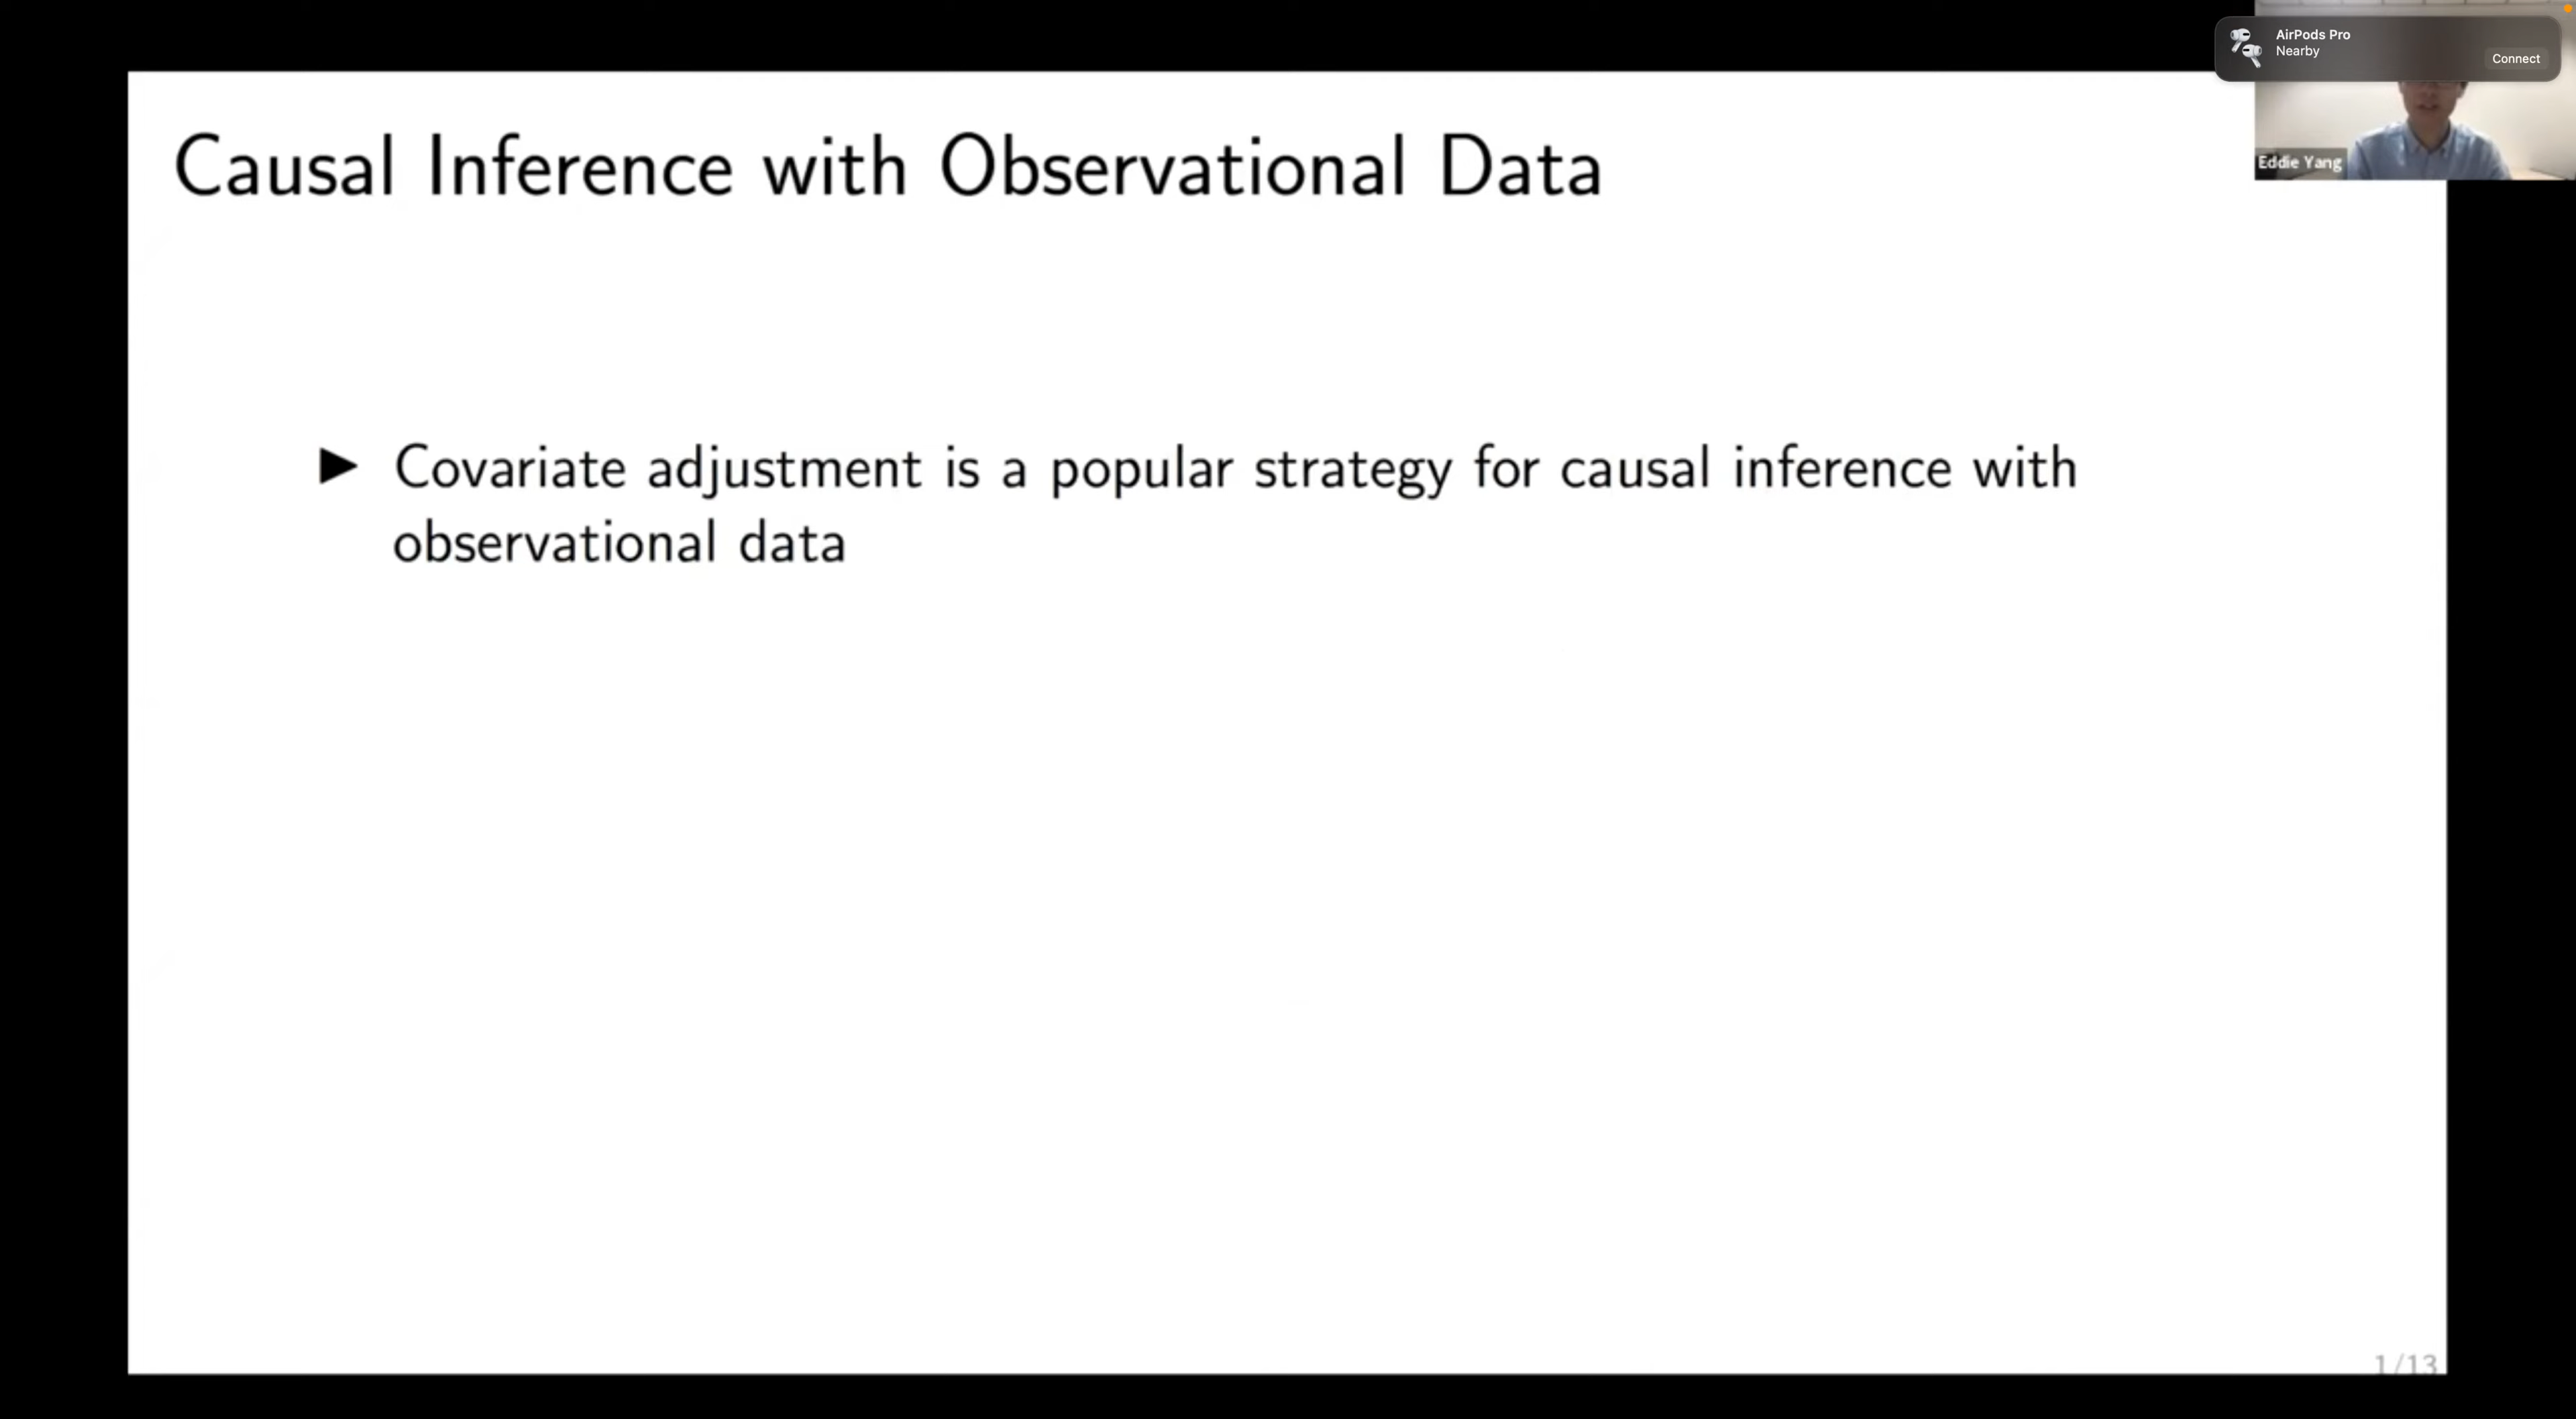 AirPods Pro
Nearby
Connect
Eddie Yang
Causal Inference with Observational Data
Covariate adjustment is a popular strategy for causal inference with
observational data
1/13